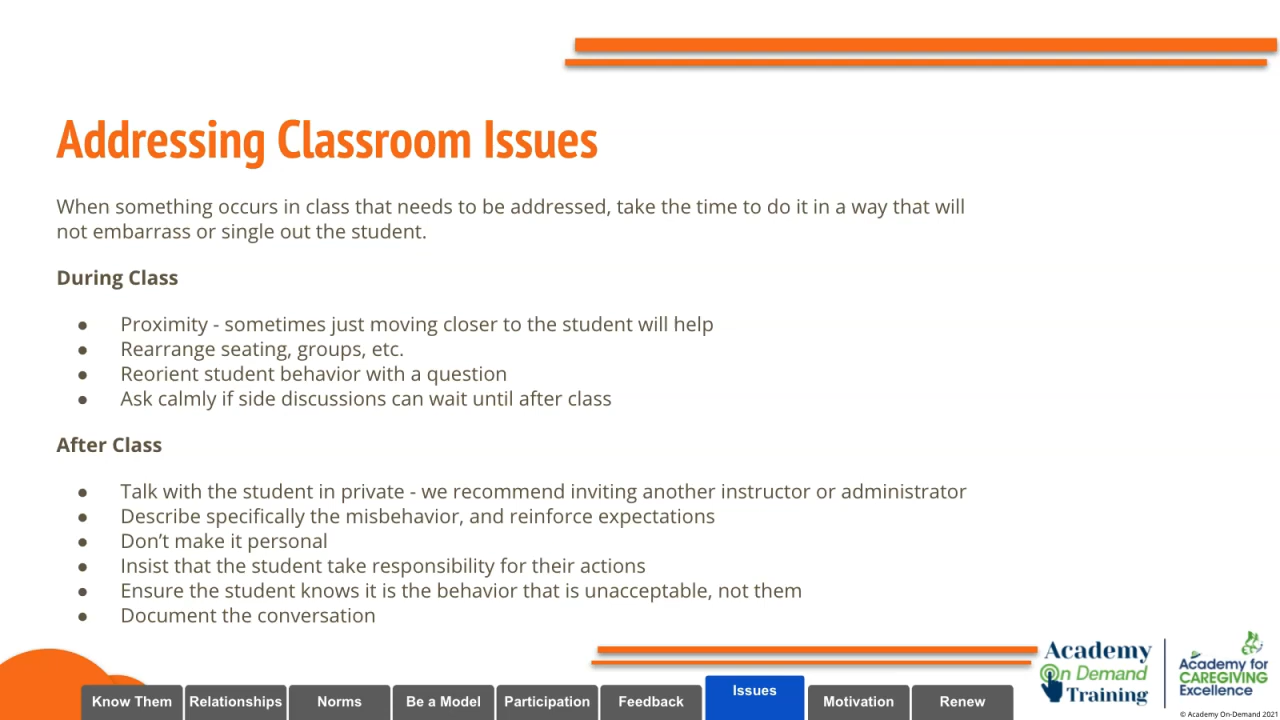 Addressing Classroom Issues
When something occurs in class that needs to be addressed, take the time to do it in a way that will
not embarrass or single out the student.
During Class
● Proximity - sometimes just moving closer to the student will help
● Rearrange seating, groups, etc.
● Reorient student behavior with a question
● Ask calmly if side discussions can wait until after class
After Class
● Talk with the student in private - we recommend inviting another instructor or administrator
● Describe specifically the misbehavior, and reinforce expectations
● Don’t make it personal
● Insist that the student take responsibility for their actions
● Ensure the student knows it is the behavior that is unacceptable, not them
● Document the conversation
Know Them
Relationships
Norms
Be a Model
Participation
Feedback
Issues
Motivation
Renew
Academy
On Demand
Training
Academy for
CAREGIVING
Excellence
© Academy On-Demand 2021